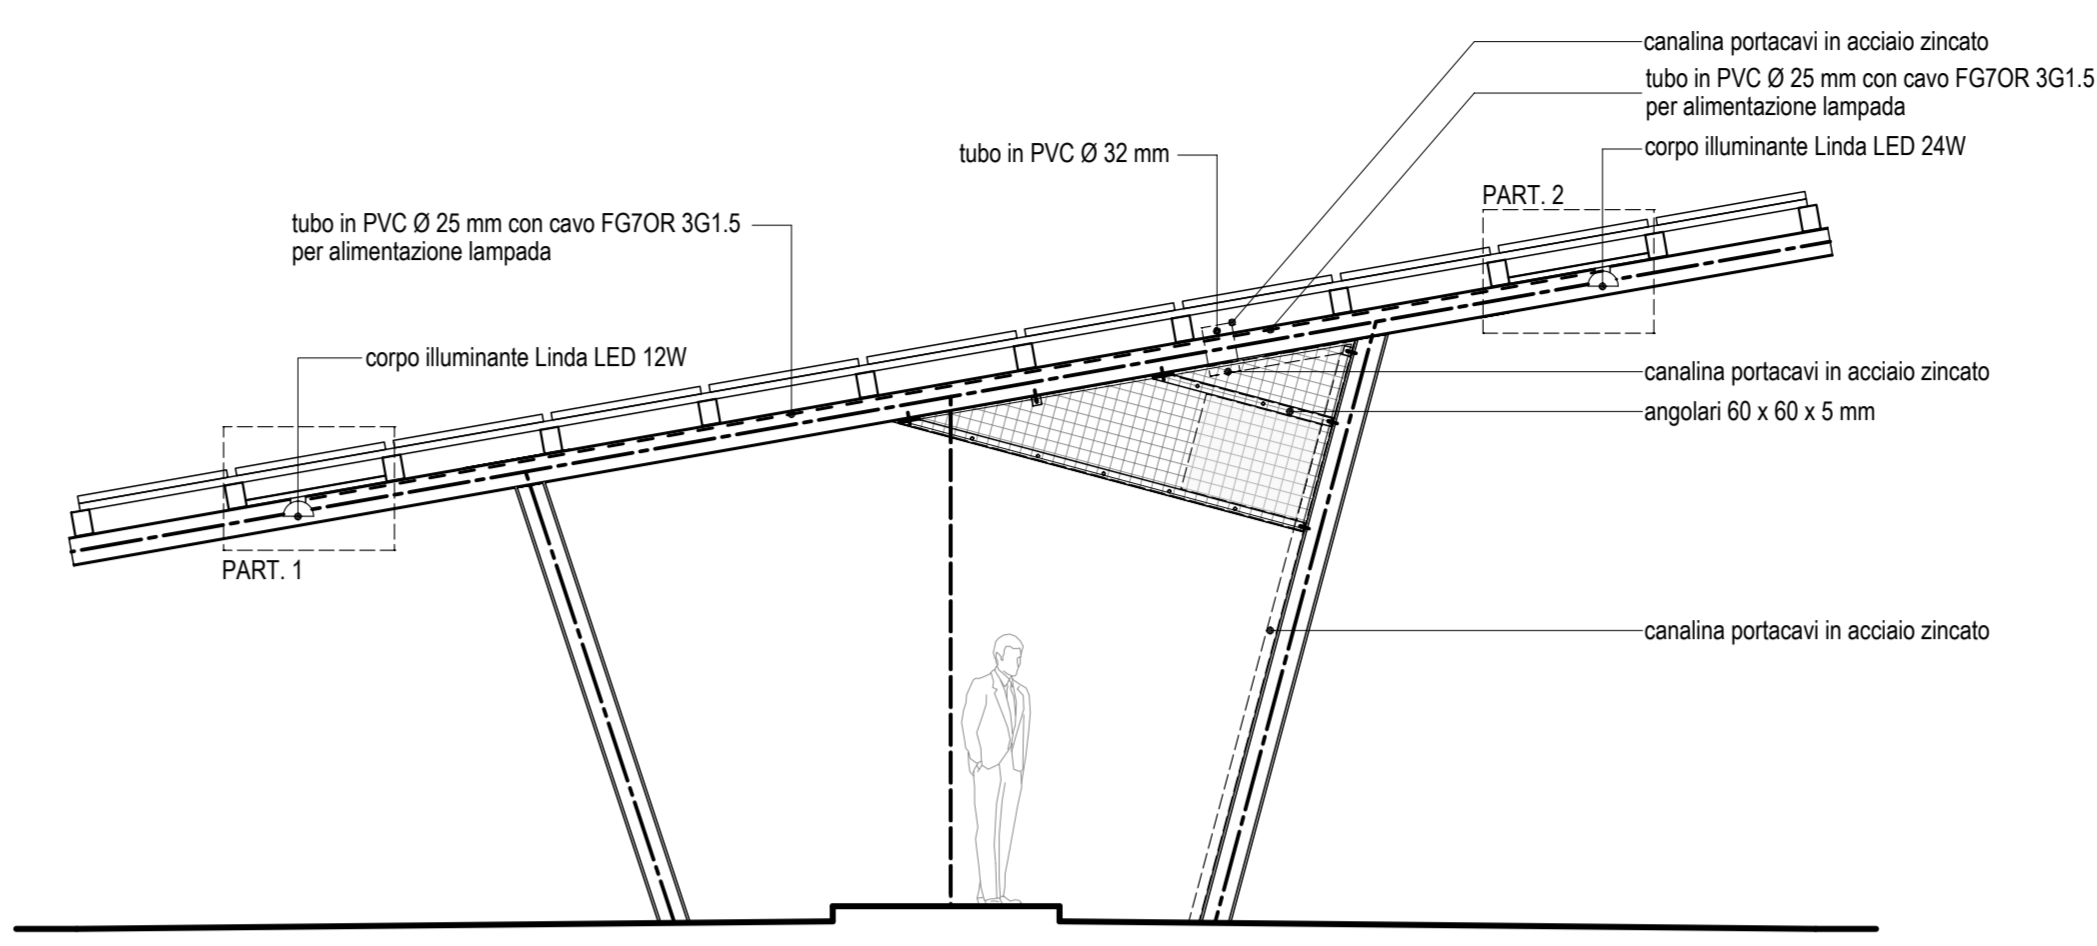 canalina portacavi in acciaio zincato
tubo in PVC Ø 25 mm con cavo FG7OR 3G1.5
per alimentazione lampada
corpo illuminante Linda LED 24W
tubo in PVC Ø 32 mm
PART. 2
tubo in PVC Ø 25 mm con cavo FG7OR 3G1.5
per alimentazione lampada
corpo illuminante Linda LED 12W
canalina portacavi in acciaio zincato
angolari 60 x 60 x 5 mm
PART. 1
canalina portacavi in acciaio zincato